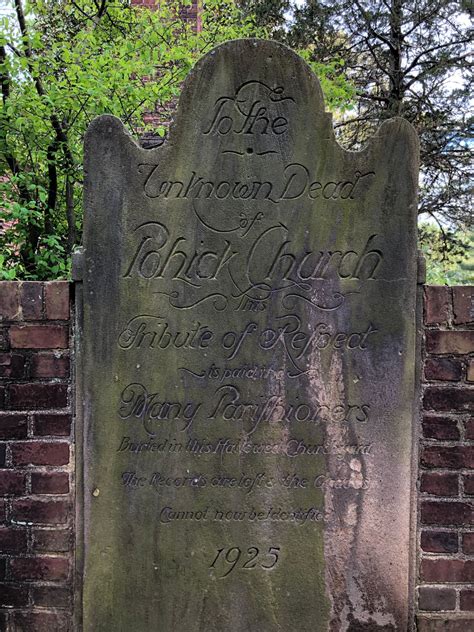 To the
Unknown Dead
of
Pohick Church
This
Tribute of Respect
is paid. The
Many Parishioners
Buried in this Hallowed Churchyard
The Records are lost & the Graves
Cannot now be Identified
1925